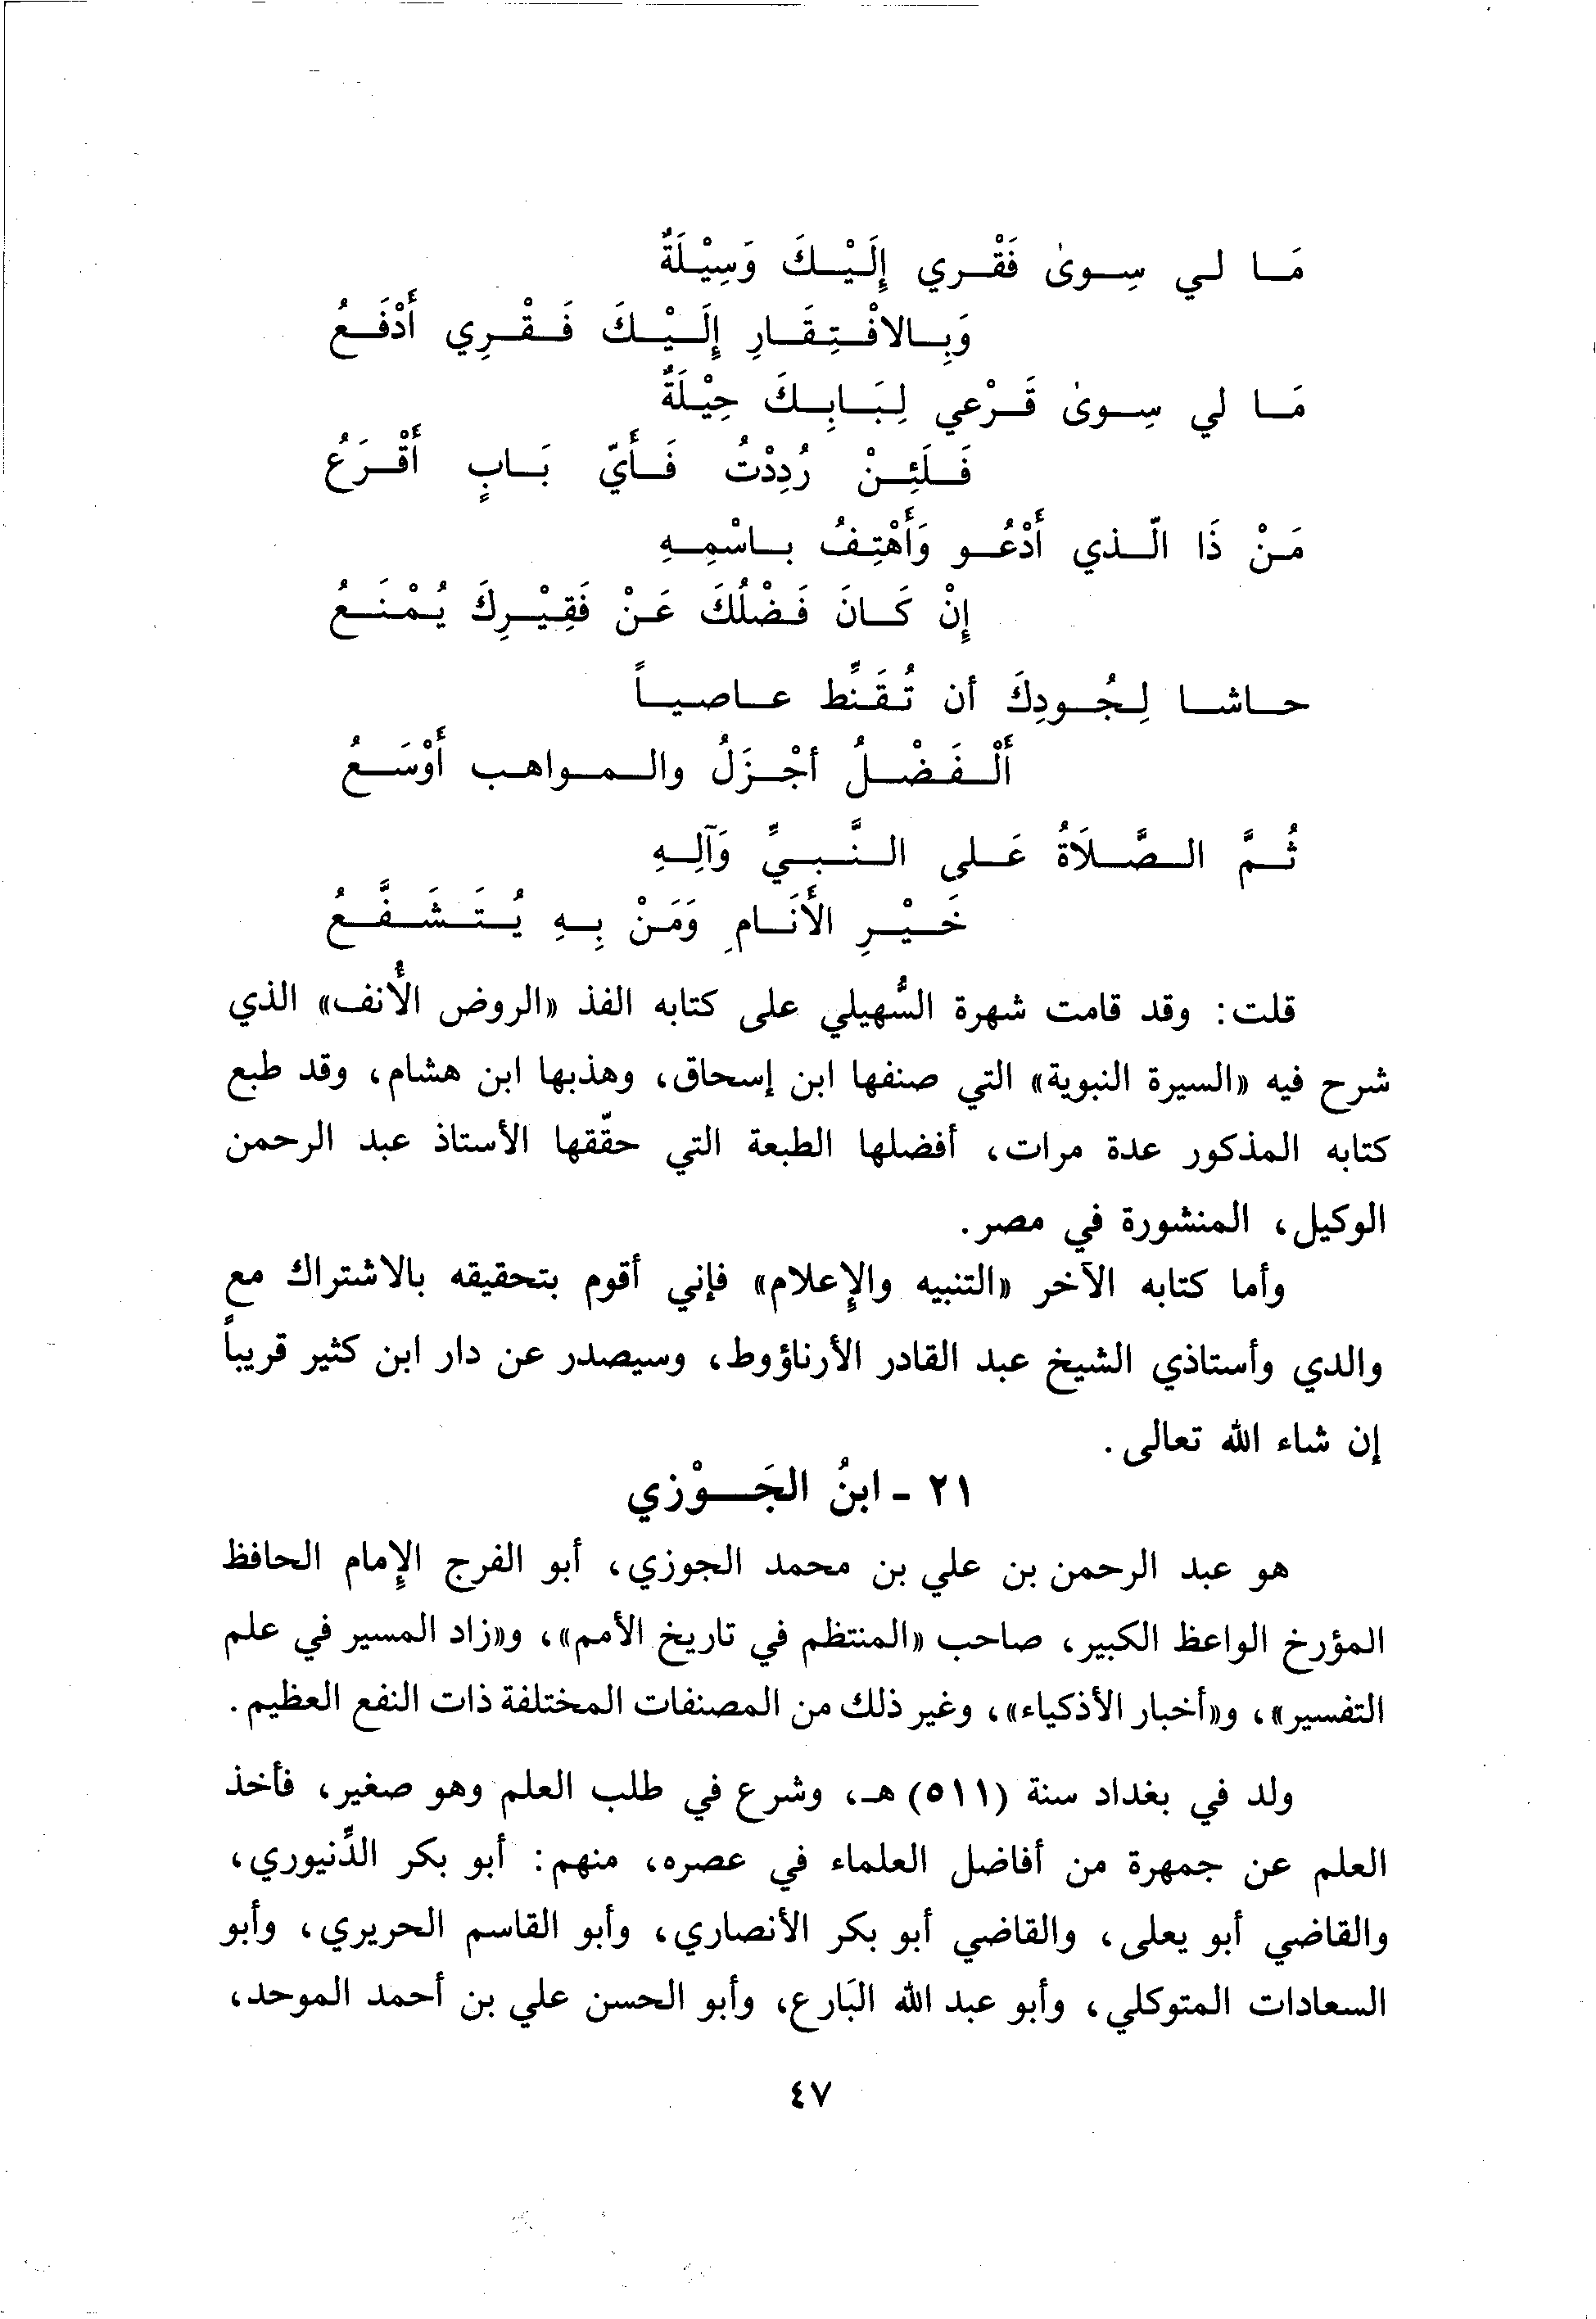 مَا لي سِوىٰ فَقْري إِلَيْكَ وَسِيْلَةٌ
وَبِالافْتِقَارِ إِلَيْكَ فَقْرِي أَدْفَعُ
مَا لي سِوىٰ قَرْعي لِبَابِكَ حِيْلَةٌ
فَلَئِنْ رُدِدْتُ فَأَيّ بَابٍ أَقْرَعُ
مَنْ ذَا الّذي أَدْعُو وَأَهْتِفُ باسْمِهِ
إِنْ كَانَ فَضْلُكَ عَنْ فَقِيْرِكَ يُمْنَعُ
حاشا لِجُودِكَ أن تُقَنِّط عاصياً
أَلْفَضْلُ أجْزَلُ والمواهب أَوْسَعُ
ثُمَّ الصَّلَاةُ عَلى النَّبيِّ وَآلِهِ
خَيْرِ الأَنَامِ وَمَنْ بِهِ يُتَشَفَّعُ
قلت: وقد قامت شهرة السُّهيلي على كتابه الفذ «الروض الأُنف» الذي
شرح فيه «السيرة النبوية» التي صنفها ابن إسحاق، وهذبها ابن هشام، وقد طبع
كتابه المذكور عدة مرات، أفضلها الطبعة التي حقّقها الأستاذ عبد الرحمن
الوكيل، المنشورة في مصر.
وأما كتابه الآخر «التنبيه والإعلام» فإني أقوم بتحقيقه بالاشتراك مع
والدي وأستاذي الشيخ عبد القادر الأرناؤوط، وسيصدر عن دار ابن كثير قريباً
إن شاء الله تعالى.
٢١ - ابنُ الجَوْزي
هو عبد الرحمن بن علي بن محمد الجوزي، أبو الفرج الإمام الحافظ
المؤرخ الواعظ الكبير، صاحب «المنتظم في تاريخ الأمم»، و«زاد المسير في علم
التفسير»، و«أخبار الأذكياء»، وغير ذلك من المصنفات المختلفة ذات النفع العظيم.
ولد في بغداد سنة (٥١١) هـ، وشرع في طلب العلم وهو صغير، فأخذ
العلم عن جمهرة من أفاضل العلماء في عصره، منهم: أبو بكر الدِّنيوري،
والقاضي أبو يعلى، والقاضي أبو بكر الأنصاري، وأبو القاسم الحريري، وأبو
السعادات المتوكلي، وأبو عبد الله البَارع، وأبو الحسن علي بن أحمد الموحد،
٤٧